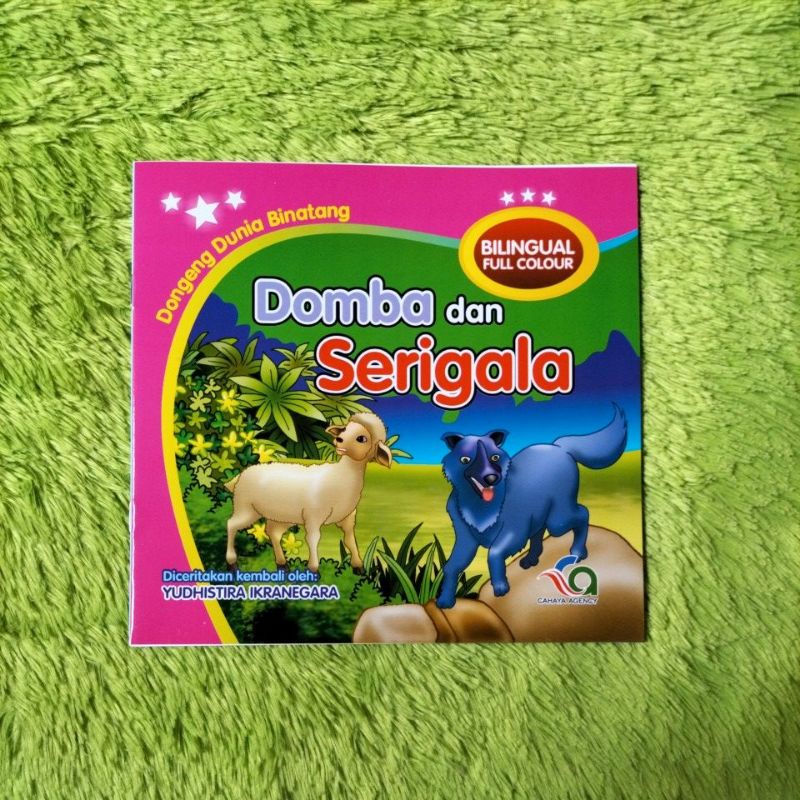 Dongeng Dunia Binatang
BILINGUAL
FULL COLOUR
Domba dan
Serigala
Diceritakan kembali oleh:
YUDHISTIRA IKRANEGARA
CAHAYA AGENCY